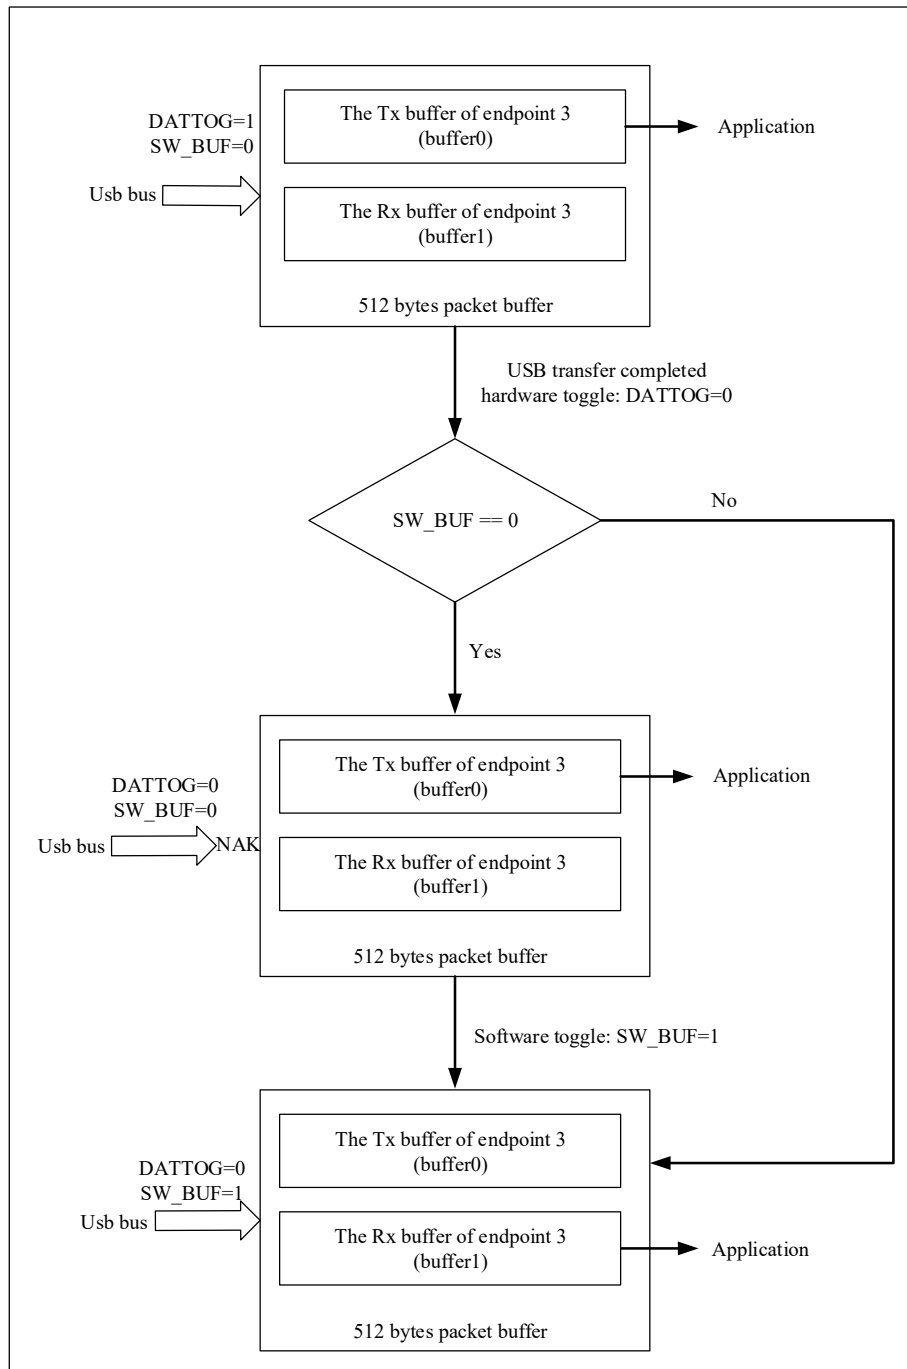 The Tx buffer of endpoint 3
(buffer0)
Application
DATTOG=1
SW_BUF=0
Usb bus
The Rx buffer of endpoint 3
(buffer1)
512 bytes packet buffer
USB transfer completed
hardware toggle: DATTOG=0
SW_BUF == 0
No
Yes
The Tx buffer of endpoint 3
(buffer0)
Application
DATTOG=0
SW_BUF=0
Usb bus
NAK
The Rx buffer of endpoint 3
(buffer1)
512 bytes packet buffer
Software toggle: SW_BUF=1
The Tx buffer of endpoint 3
(buffer0)
DATTOG=0
SW_BUF=1
Usb bus
The Rx buffer of endpoint 3
(buffer1)
Application
512 bytes packet buffer